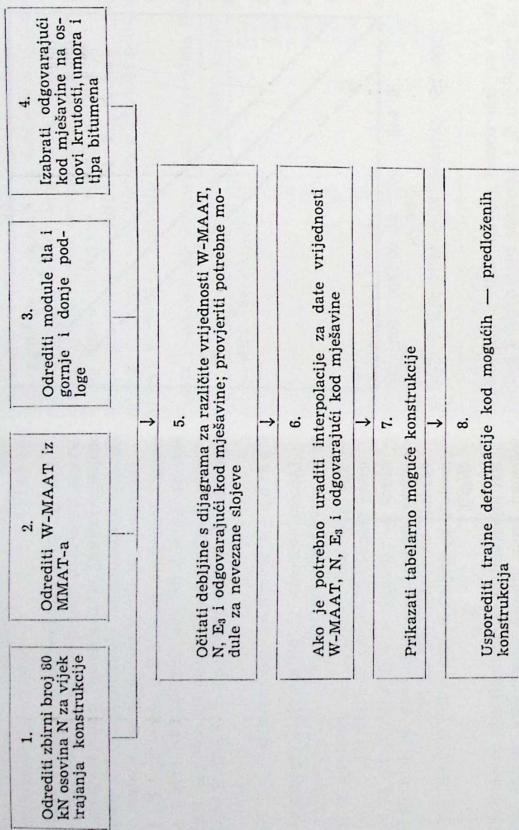 1.
Odrediti zbirni broj 80
kN osovina N za vijek
trajanja konstrukcije
2.
Odrediti W-MAAT iz
MMAT-a
3.
Odrediti module tla i
gornje i donje pod-
loge
4.
Izabrati odgovarajući
kod mješavine na os-
novi krutosti, umora i
tipa bitumena
↓
5.
Očitati debljine s dijagrama za različite vrijednosti W-MAAT,
N, E₃ i odgovarajući kod mješavine; provjeriti potrebne mo-
dule za nevezane slojeve
↓
6.
Ako je potrebno uraditi interpolacije za date vrijednosti
W-MAAT, N, E₃ i odgovarajući kod mješavine
↓
7.
Prikazati tabelarno moguće konstrukcije
↓
8.
Usporediti trajne deformacije kod mogućih — predloženih
konstrukcija